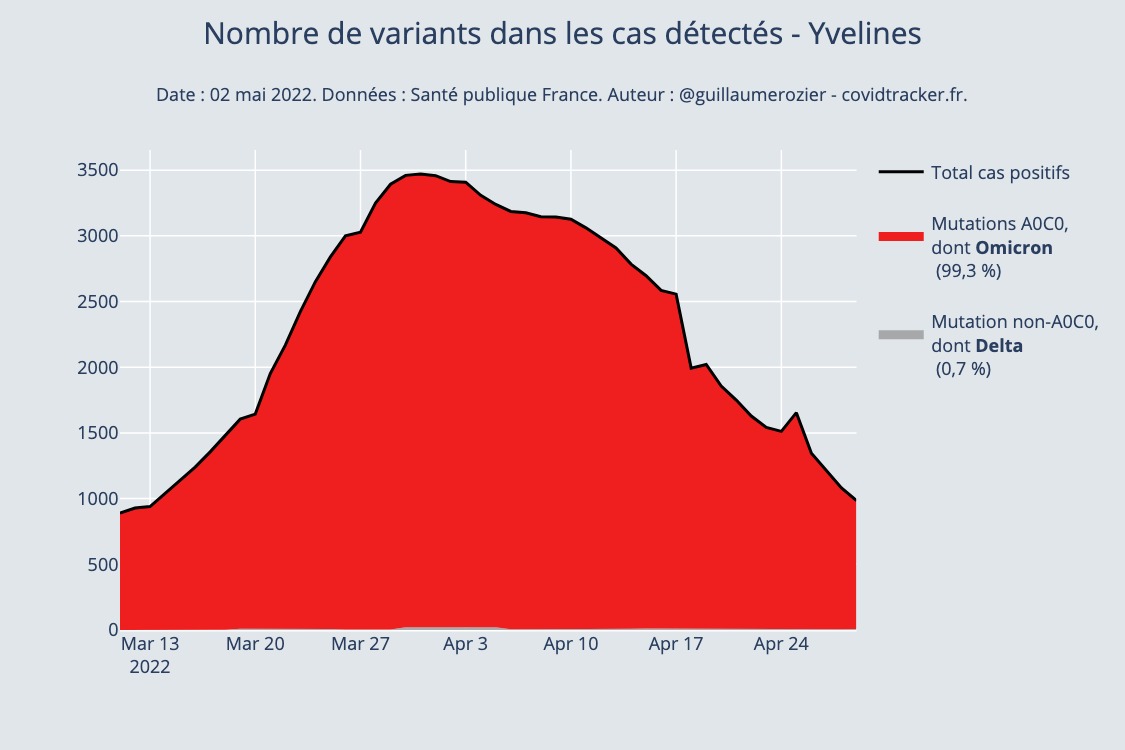 Nombre de variants dans les cas détectés - Yvelines
Date : 02 mai 2022. Données : Santé publique France. Auteur : @guillaumerozier - covidtracker.fr.
3500
3000
2500
2000
1500
1000
500
0
Mar 13
2022
Mar 20
Mar 27
Apr 3
Apr 10
Apr 17
Apr 24
Total cas positifs
Mutations A0C0,
dont Omicron
(99,3 %)
Mutation non-A0C0,
dont Delta
(0,7 %)